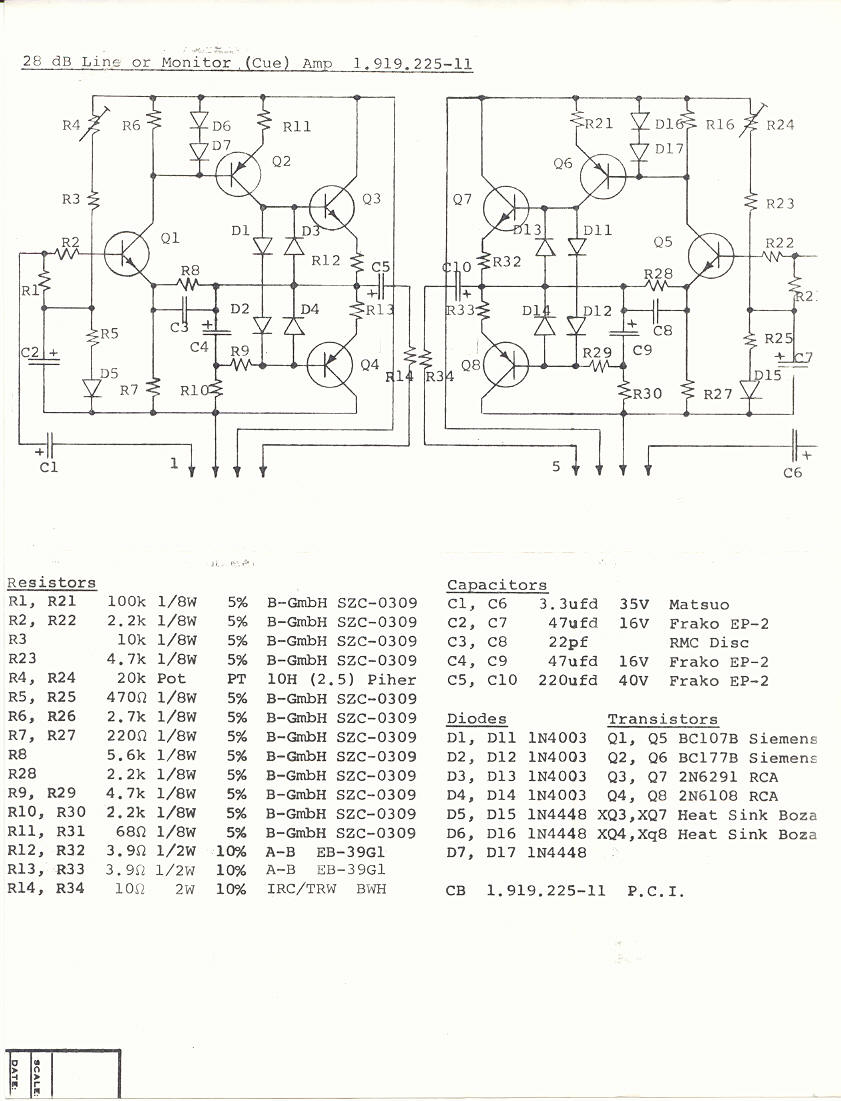 28 dB Line or Monitor (Cue) Amp 1.919.225-11
R4
R6
D6
D7
R11
Q2
Q3
R3
R2
Q1
D1
D3
R12
C5
R1
R8
C3
C4
D2
D4
R13
R5
C2 +
D5
R9
Q4
R14
R7
R10
+
C1
1
R21
D16
D17
R16
R24
Q6
Q7
R23
D13
D11
Q5
R22
C10
R32
R28
R33
D14
D12
C8
C9
R25
Q8
R29
C7
R34
D15
R30
R27
5
C6
+
Resistors
R1, R21 100k 1/8W 5% B-GmbH SZC-0309
R2, R22 2.2k 1/8W 5% B-GmbH SZC-0309
R3 10k 1/8W 5% B-GmbH SZC-0309
R23 4.7k 1/8W 5% B-GmbH SZC-0309
R4, R24 20k Pot PT 10H (2.5) Piher
R5, R25 470Ω 1/8W 5% B-GmbH SZC-0309
R6, R26 2.7k 1/8W 5% B-GmbH SZC-0309
R7, R27 220Ω 1/8W 5% B-GmbH SZC-0309
R8 5.6k 1/8W 5% B-GmbH SZC-0309
R28 2.2k 1/8W 5% B-GmbH SZC-0309
R9, R29 4.7k 1/8W 5% B-GmbH SZC-0309
R10, R30 2.2k 1/8W 5% B-GmbH SZC-0309
R11, R31 68Ω 1/8W 5% B-GmbH SZC-0309
R12, R32 3.9Ω 1/2W 10% A-B EB-39G1
R13, R33 3.9Ω 1/2W 10% A-B EB-39G1
R14, R34 10Ω 2W 10% IRC/TRW BWH
Capacitors
C1, C6 3.3ufd 35V Matsuo
C2, C7 47ufd 16V Frako EP-2
C3, C8 22pf RMC Disc
C4, C9 47ufd 16V Frako EP-2
C5, C10 220ufd 40V Frako EP-2
Diodes
D1, D11 1N4003
D2, D12 1N4003
D3, D13 1N4003
D4, D14 1N4003
D5, D15 1N4448
D6, D16 1N4448
D7, D17 1N4448
Transistors
Q1, Q5 BC107B Siemens
Q2, Q6 BC177B Siemens
Q3, Q7 2N6291 RCA
Q4, Q8 2N6108 RCA
XQ3,XQ7 Heat Sink Boza
XQ4,Xq8 Heat Sink Boza
CB 1.919.225-11 P.C.I.
SCALE:
DATE: